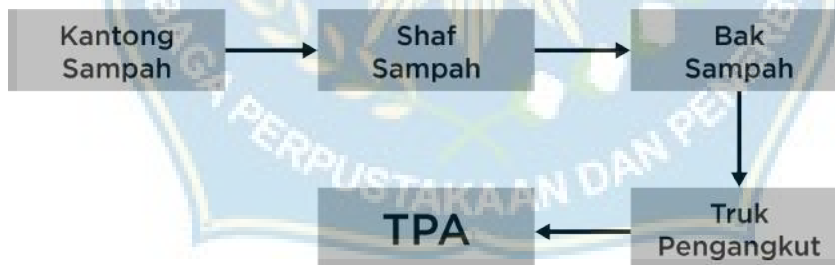 Kantong
Sampah
Shaf
Sampah
Bak
Sampah
Truk
Pengangkut
TPA
PERPUSTAKAAN DAN